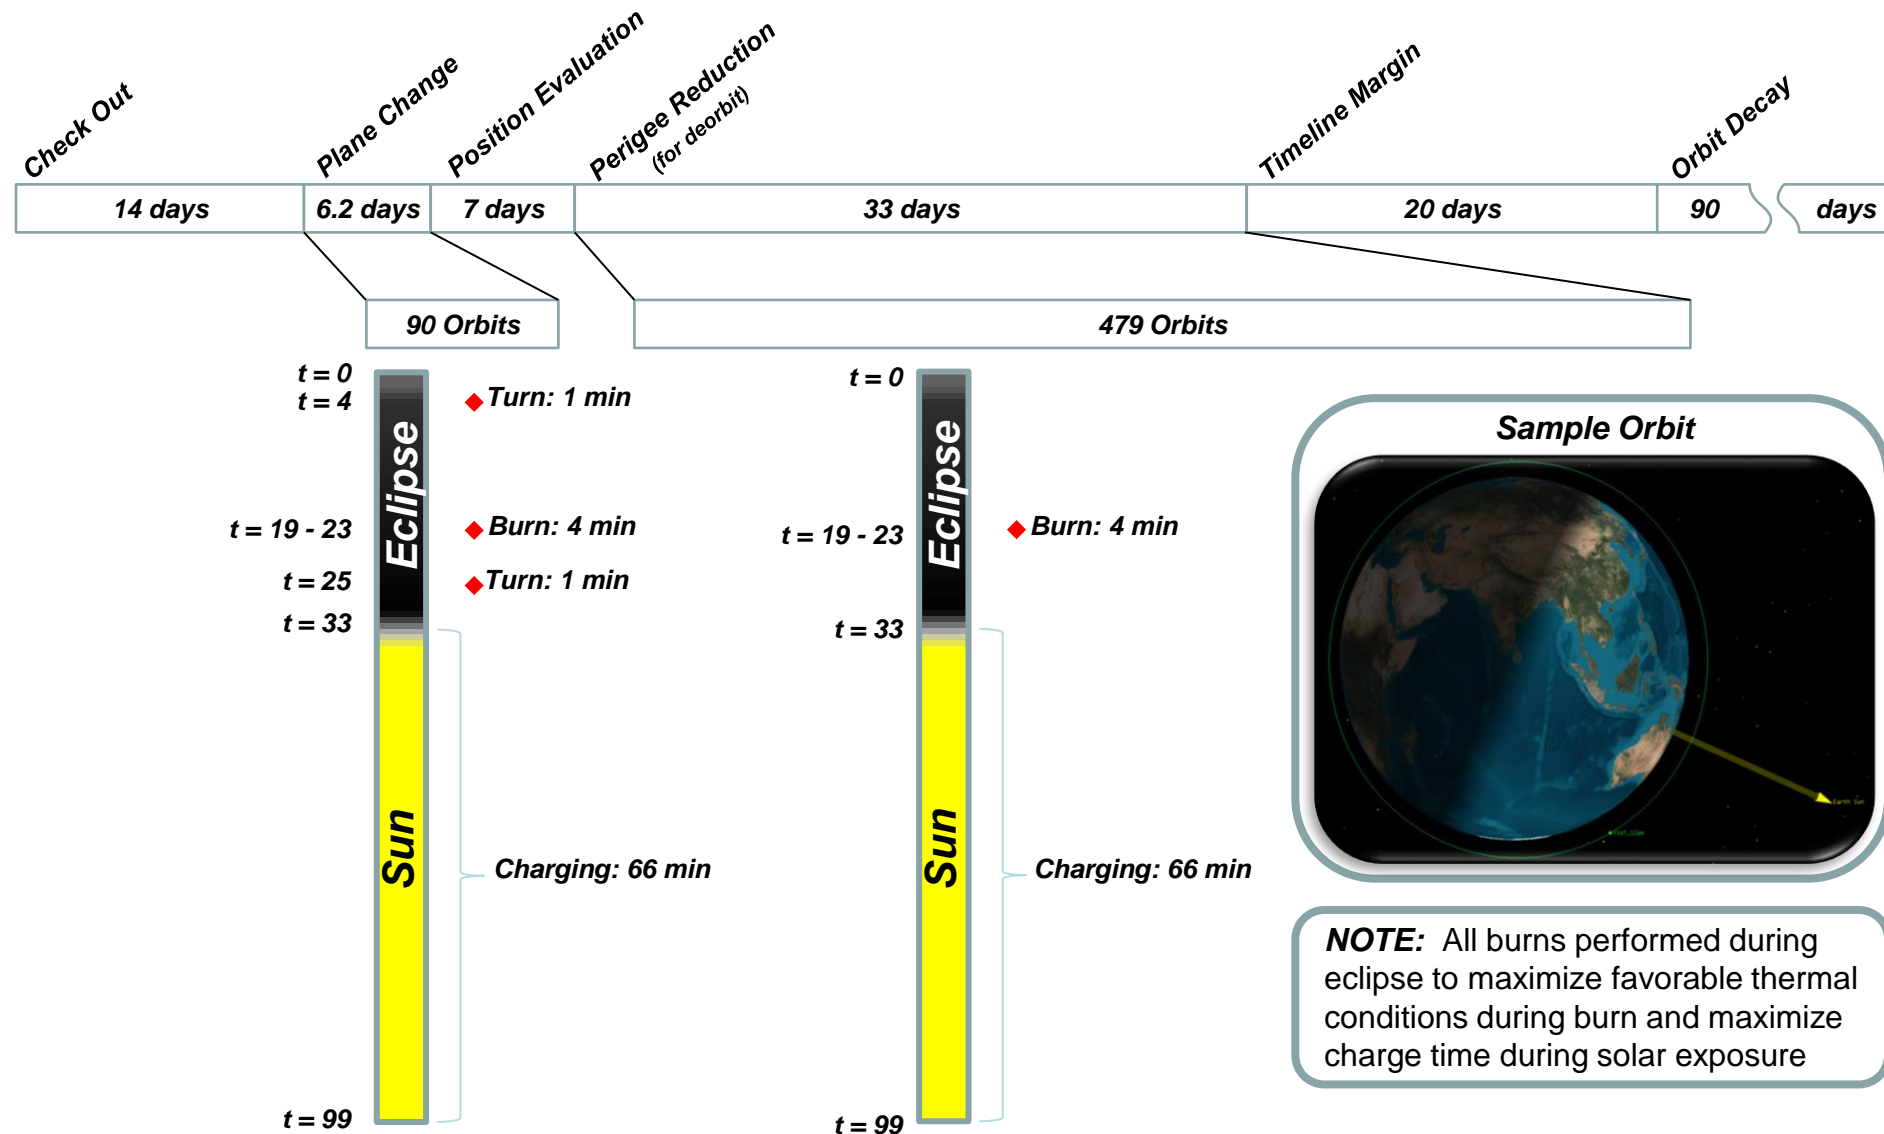 Check Out
Plane Change
Position Evaluation
Perigee Reduction
(for deorbit)
Timeline Margin
Orbit Decay
14 days
6.2 days
7 days
33 days
20 days
90
days
90 Orbits
479 Orbits
t = 0
t = 4
t = 19 - 23
t = 25
t = 33
t = 99
Eclipse
Sun
Turn: 1 min
Burn: 4 min
Turn: 1 min
Charging: 66 min
t = 0
t = 19 - 23
t = 33
t = 99
Eclipse
Sun
Burn: 4 min
Charging: 66 min
Sample Orbit
Earth Sun
NOTE: All burns performed during
eclipse to maximize favorable thermal
conditions during burn and maximize
charge time during solar exposure